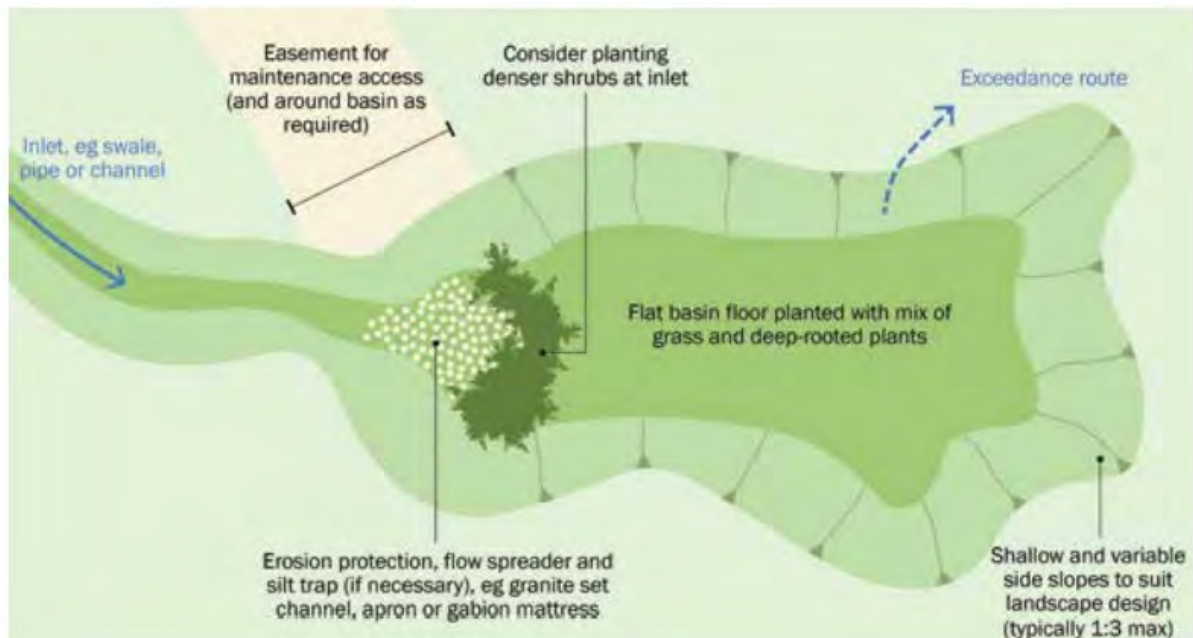 Easement for
maintenance access
(and around basin as
required)
Consider planting
denser shrubs at inlet
Exceedance route
Inlet, eg swale,
pipe or channel
Flat basin floor planted with mix of
grass and deep-rooted plants
Erosion protection, flow spreader and
silt trap (if necessary), eg granite set
channel, apron or gabion mattress
Shallow and variable
side slopes to suit
landscape design
(typically 1:3 max)